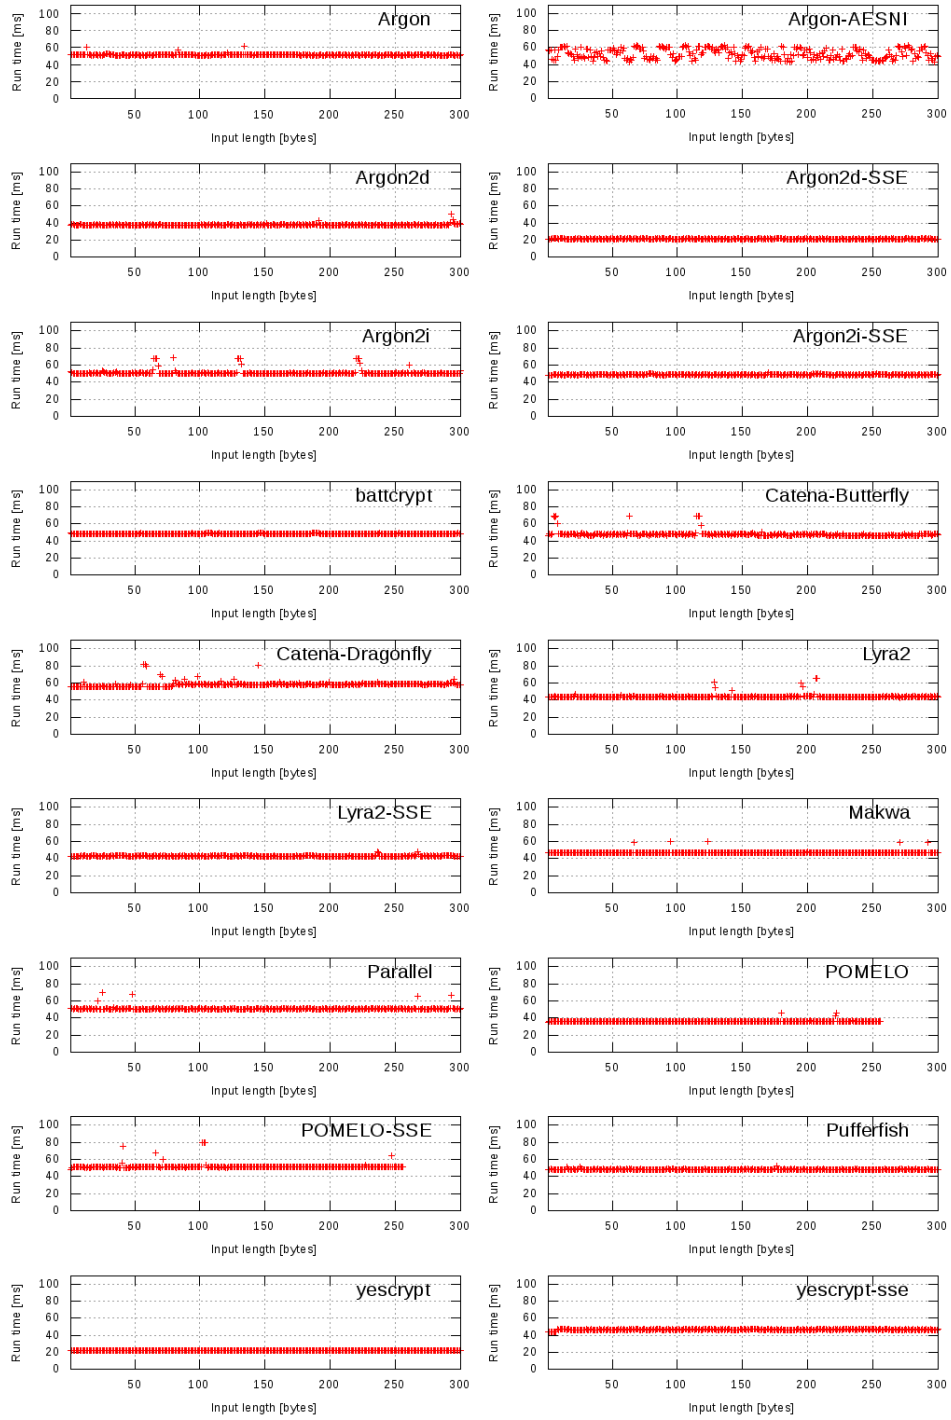 Argon
Run time [ms]
100
80
60
40
20
0
50 100 150 200 250 300
Input length [bytes]
Argon-AESNI
Run time [ms]
100
80
60
40
20
0
50 100 150 200 250 300
Input length [bytes]
Argon2d
Run time [ms]
100
80
60
40
20
0
50 100 150 200 250 300
Input length [bytes]
Argon2d-SSE
Run time [ms]
100
80
60
40
20
0
50 100 150 200 250 300
Input length [bytes]
Argon2i
Run time [ms]
100
80
60
40
20
0
50 100 150 200 250 300
Input length [bytes]
Argon2i-SSE
Run time [ms]
100
80
60
40
20
0
50 100 150 200 250 300
Input length [bytes]
battcrypt
Run time [ms]
100
80
60
40
20
0
50 100 150 200 250 300
Input length [bytes]
Catena-Butterfly
Run time [ms]
100
80
60
40
20
0
50 100 150 200 250 300
Input length [bytes]
Catena-Dragonfly
Run time [ms]
100
80
60
40
20
0
50 100 150 200 250 300
Input length [bytes]
Lyra2
Run time [ms]
100
80
60
40
20
0
50 100 150 200 250 300
Input length [bytes]
Lyra2-SSE
Run time [ms]
100
80
60
40
20
0
50 100 150 200 250 300
Input length [bytes]
Makwa
Run time [ms]
100
80
60
40
20
0
50 100 150 200 250 300
Input length [bytes]
Parallel
Run time [ms]
100
80
60
40
20
0
50 100 150 200 250 300
Input length [bytes]
POMELO
Run time [ms]
100
80
60
40
20
0
50 100 150 200 250 300
Input length [bytes]
POMELO-SSE
Run time [ms]
100
80
60
40
20
0
50 100 150 200 250 300
Input length [bytes]
Pufferfish
Run time [ms]
100
80
60
40
20
0
50 100 150 200 250 300
Input length [bytes]
yescrypt
Run time [ms]
100
80
60
40
20
0
50 100 150 200 250 300
Input length [bytes]
yescrypt-sse
Run time [ms]
100
80
60
40
20
0
50 100 150 200 250 300
Input length [bytes]